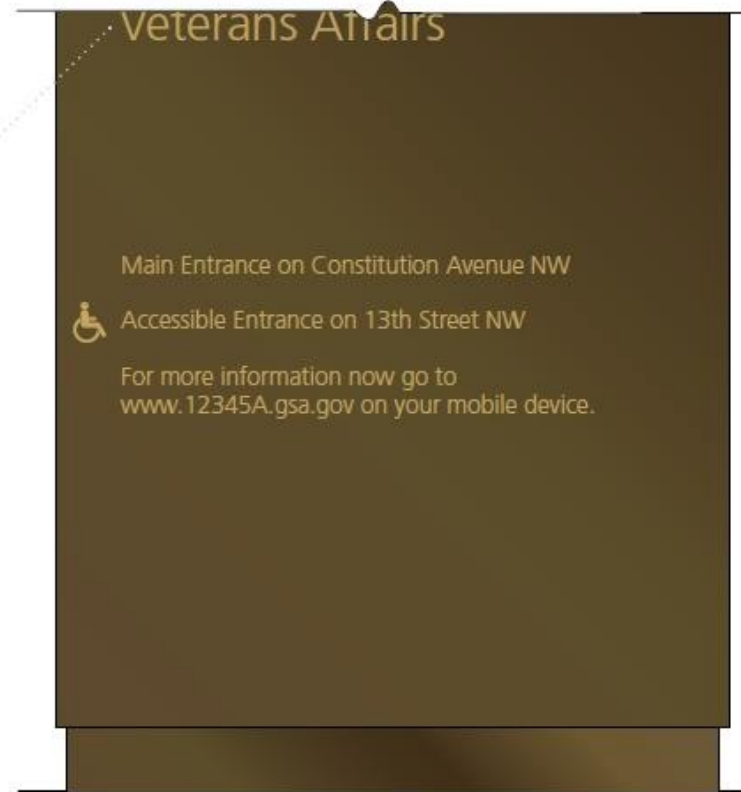 Veterans Affairs
Main Entrance on Constitution Avenue NW
Accessible Entrance on 13th Street NW
For more information now go to
www.12345A.gsa.gov on your mobile device.